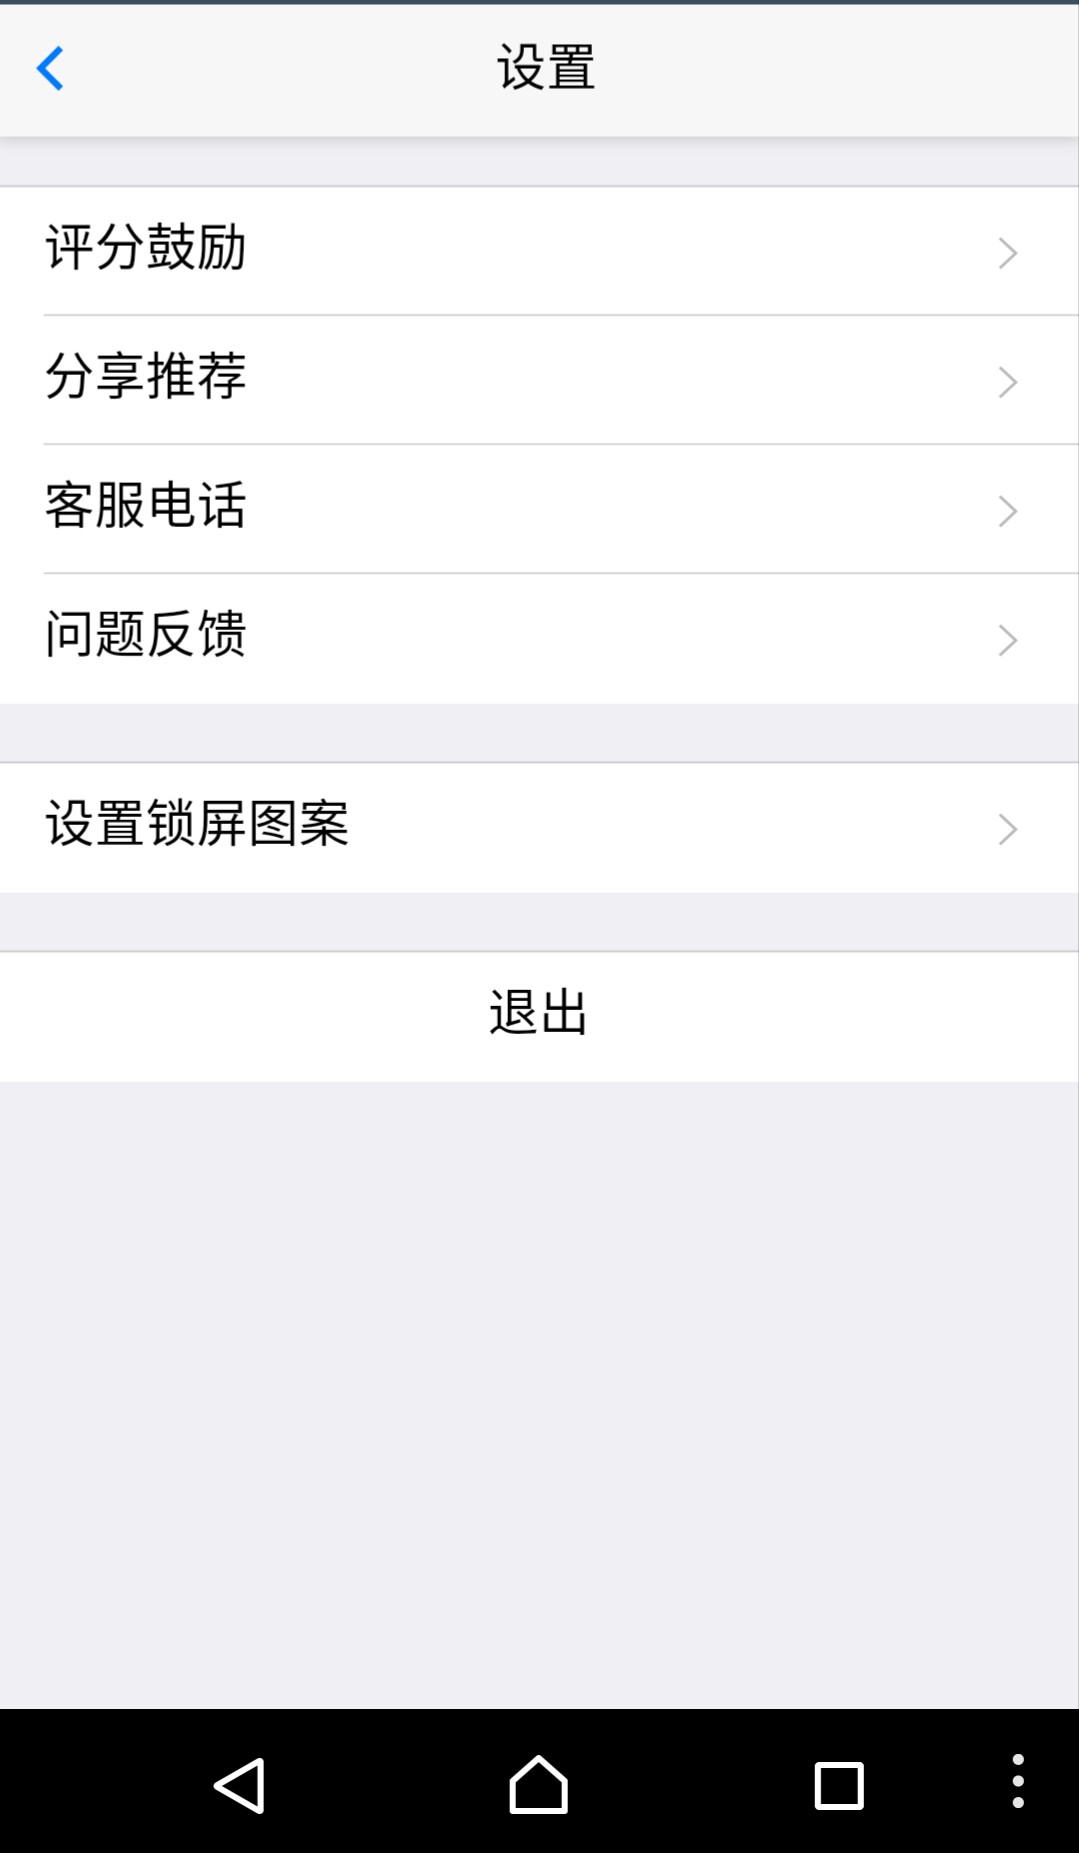 设置
评分鼓励
分享推荐
客服电话
问题反馈
设置锁屏图案
退出